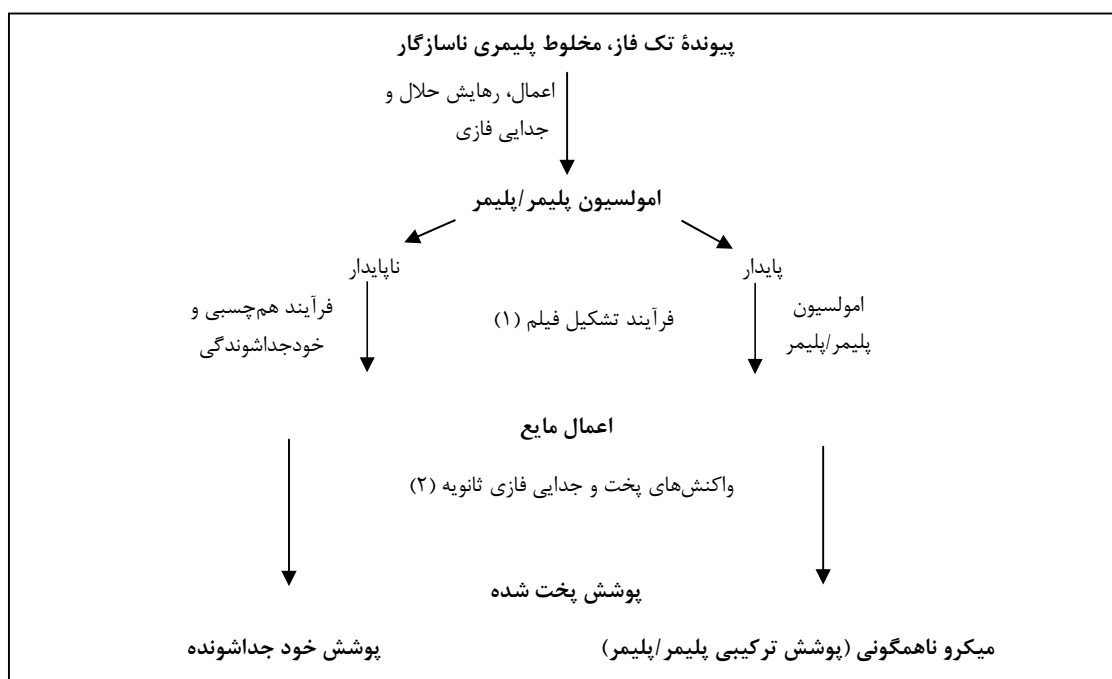 پیوندهٔ تک فاز، مخلوط پلیمری ناسازگار
اعمال، رهایش حلال و
جدایی فازی
امولسیون پلیمر/پلیمر
پایدار
ناپایدار
امولسیون
پلیمر/پلیمر
فرآیند تشکیل فیلم (۱)
فرآیند هم‌چسبی و
خودجداشوندگی
اعمال مایع
واکنش‌های پخت و جدایی فازی ثانویه (۲)
پوشش پخت شده
میکرو ناهمگونی (پوشش ترکیبی پلیمر/پلیمر)
پوشش خود جداشونده